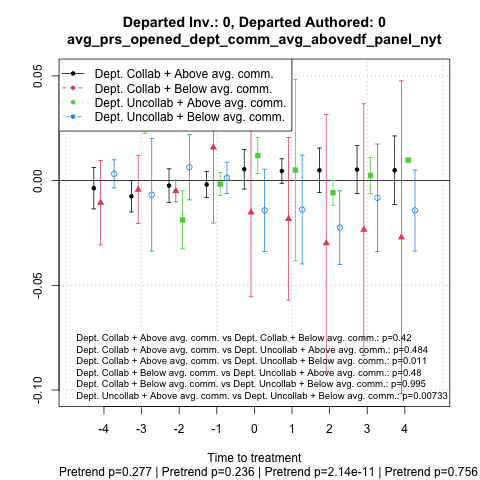 Departed Inv.: 0, Departed Authored: 0
avg_prs_opened_dept_comm_avg_abovedf_panel_nyt
Dept. Collab + Above avg. comm.
Dept. Collab + Below avg. comm.
Dept. Uncollab + Above avg. comm.
Dept. Uncollab + Below avg. comm.
0.05
0.00
-0.05
-0.10
Dept. Collab + Above avg. comm. vs Dept. Collab + Below avg. comm.: p=0.42
Dept. Collab + Above avg. comm. vs Dept. Uncollab + Above avg. comm.: p=0.484
Dept. Collab + Above avg. comm. vs Dept. Uncollab + Below avg. comm.: p=0.011
Dept. Collab + Below avg. comm. vs Dept. Uncollab + Above avg. comm.: p=0.48
Dept. Collab + Below avg. comm. vs Dept. Uncollab + Below avg. comm.: p=0.995
Dept. Uncollab + Above avg. comm. vs Dept. Uncollab + Below avg. comm.: p=0.00733
-4 -3 -2 -1 0 1 2 3 4
Time to treatment
Pretrend p=0.277 | Pretrend p=0.236 | Pretrend p=2.14e-11 | Pretrend p=0.756